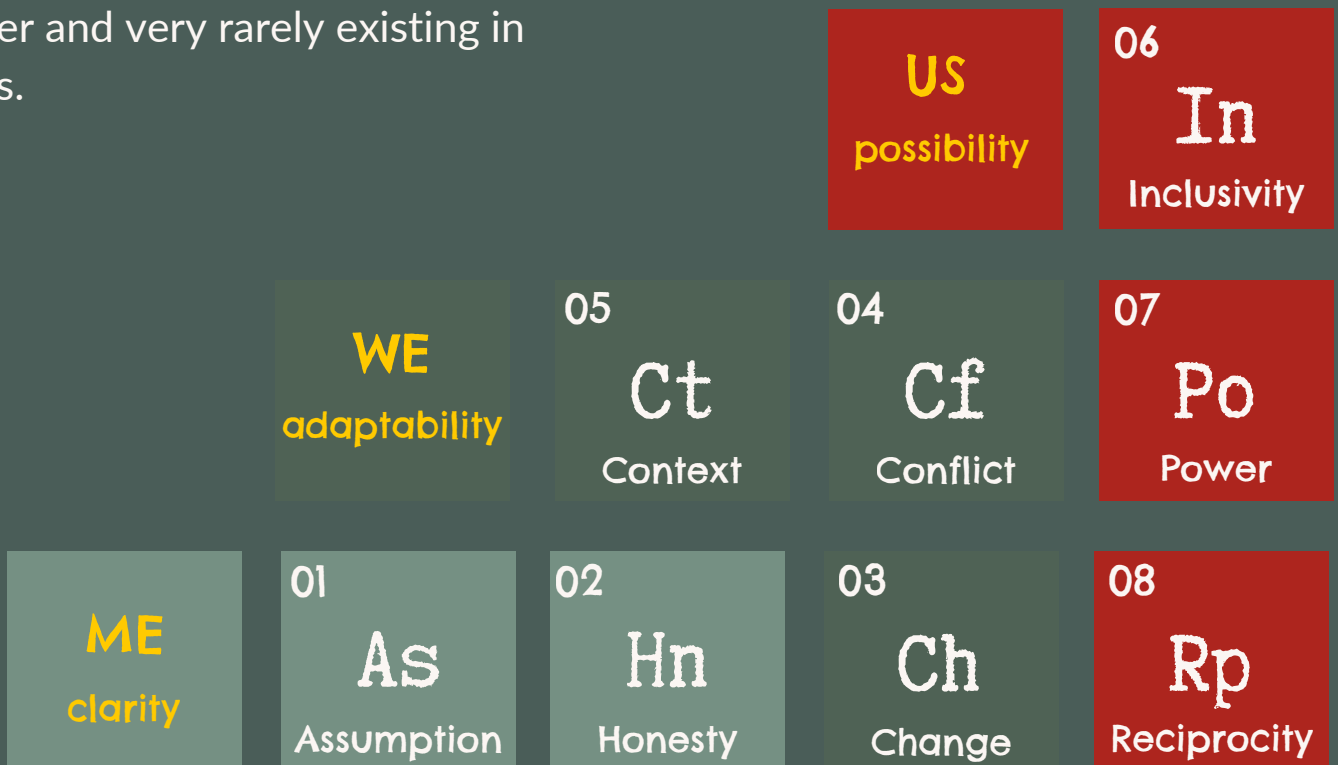 er and very rarely existing in
s.
US
possibility
06
In
Inclusivity
WE
adaptability
05
Ct
Context
04
Cf
Conflict
07
Po
Power
ME
clarity
01
As
Assumption
02
Hn
Honesty
03
Ch
Change
08
Rp
Reciprocity